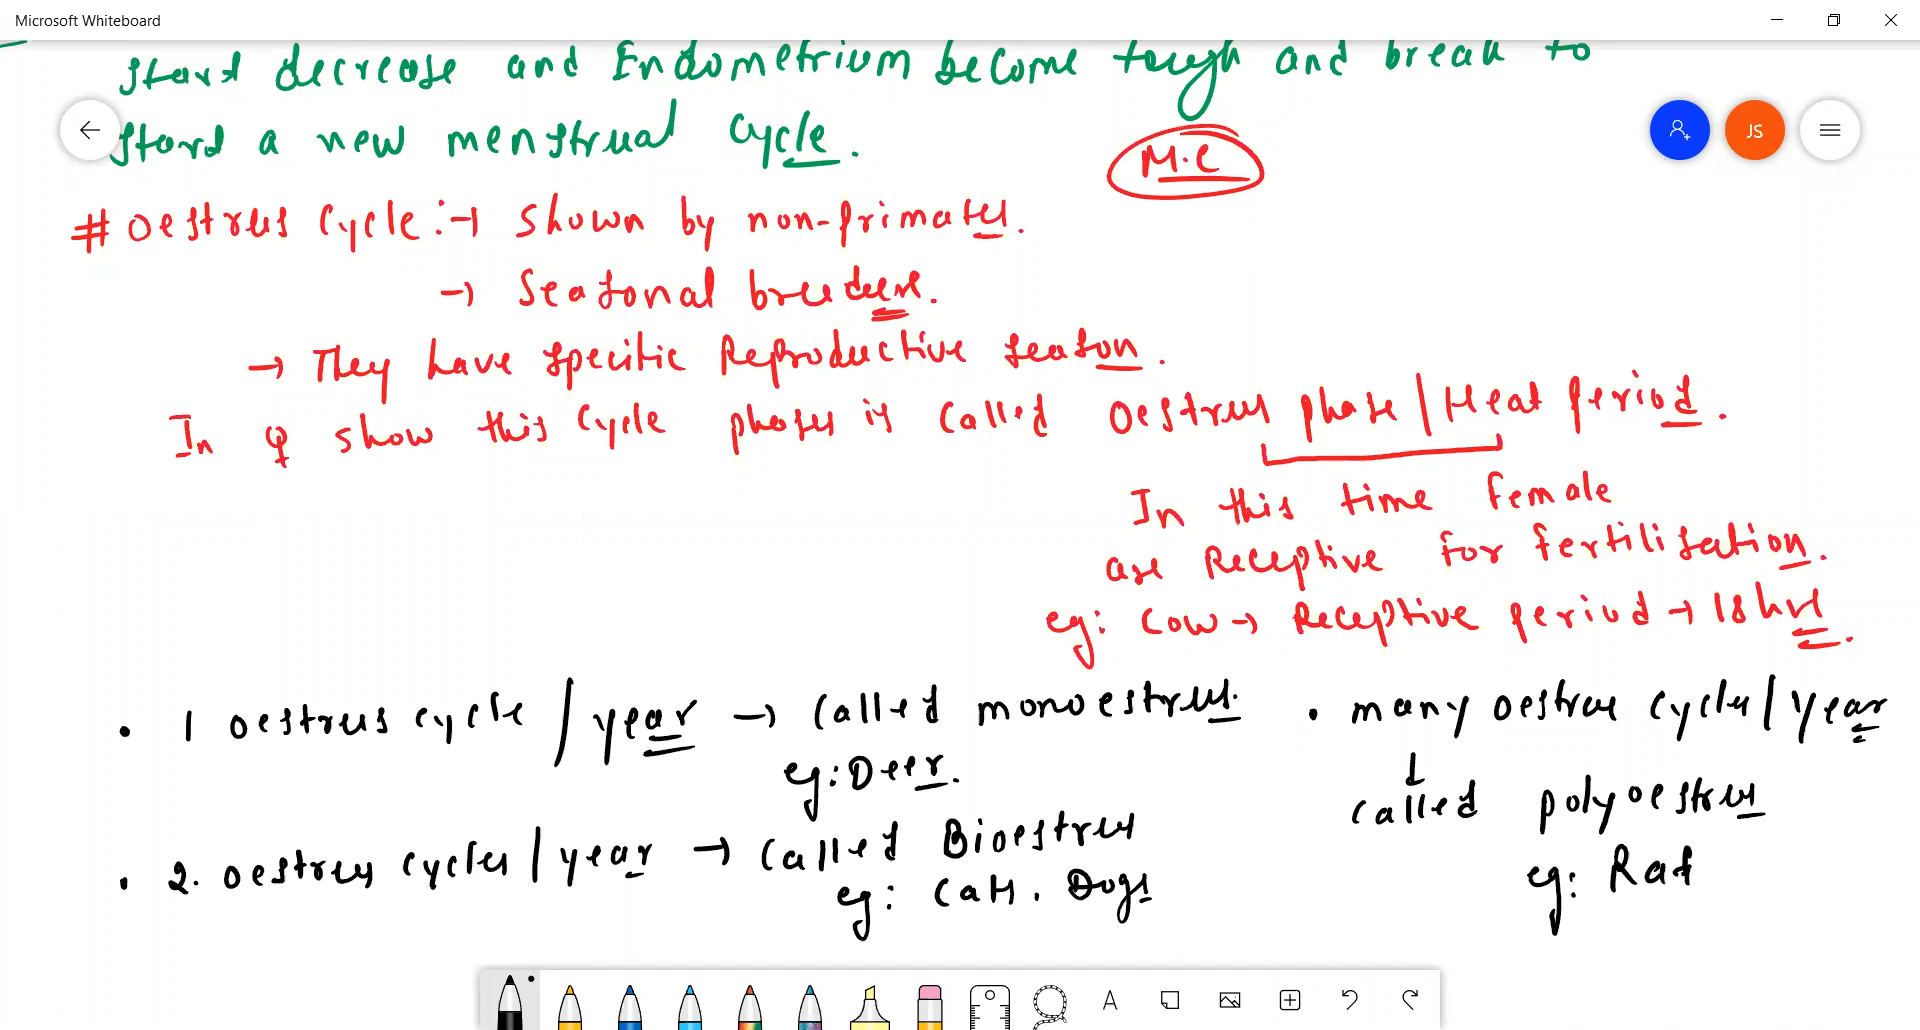 Microsoft Whiteboard
start decrease and Endometrium become tough and break to
start a new menstrual cycle.
M.C
JS
# Oestrus Cycle :→ Shown by non-primates.
→ Seasonal breeders.
→ They have specific Reproductive season.
In ♀ show this Cycle phases is Called Oestrus phase / Heat Period.
In this time female
are Receptive for fertilisation.
eg: Cow → Receptive period → 18 hrs.
• 1 oestrus cycle / year → Called monoestrus.
eg: Deer.
• 2. oestrus cycles / year → Called Bioestrus
eg: Cats. Dogs
• many oestrus cycles / year
↓
Called polyoestrus
eg: Rat